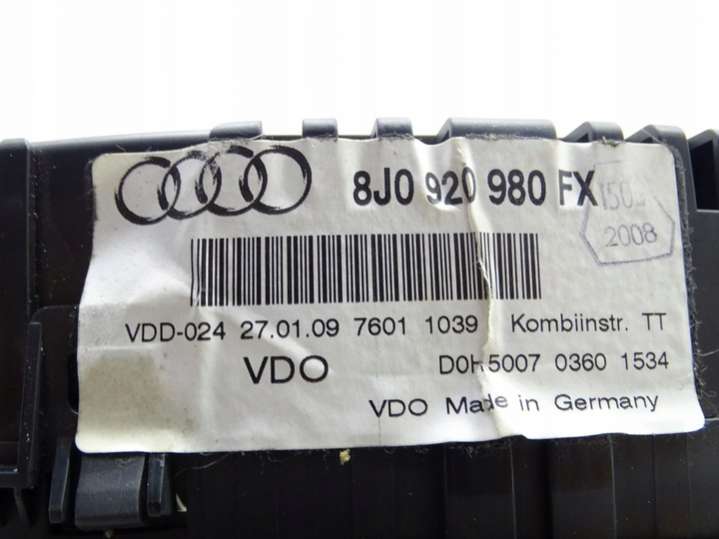 8J0 920 980 FX
2008
VDD-024 27.01.09 7601 1039 Kombiinstr. TT
VDO D0H5007 0360 1534
VDO Made in Germany